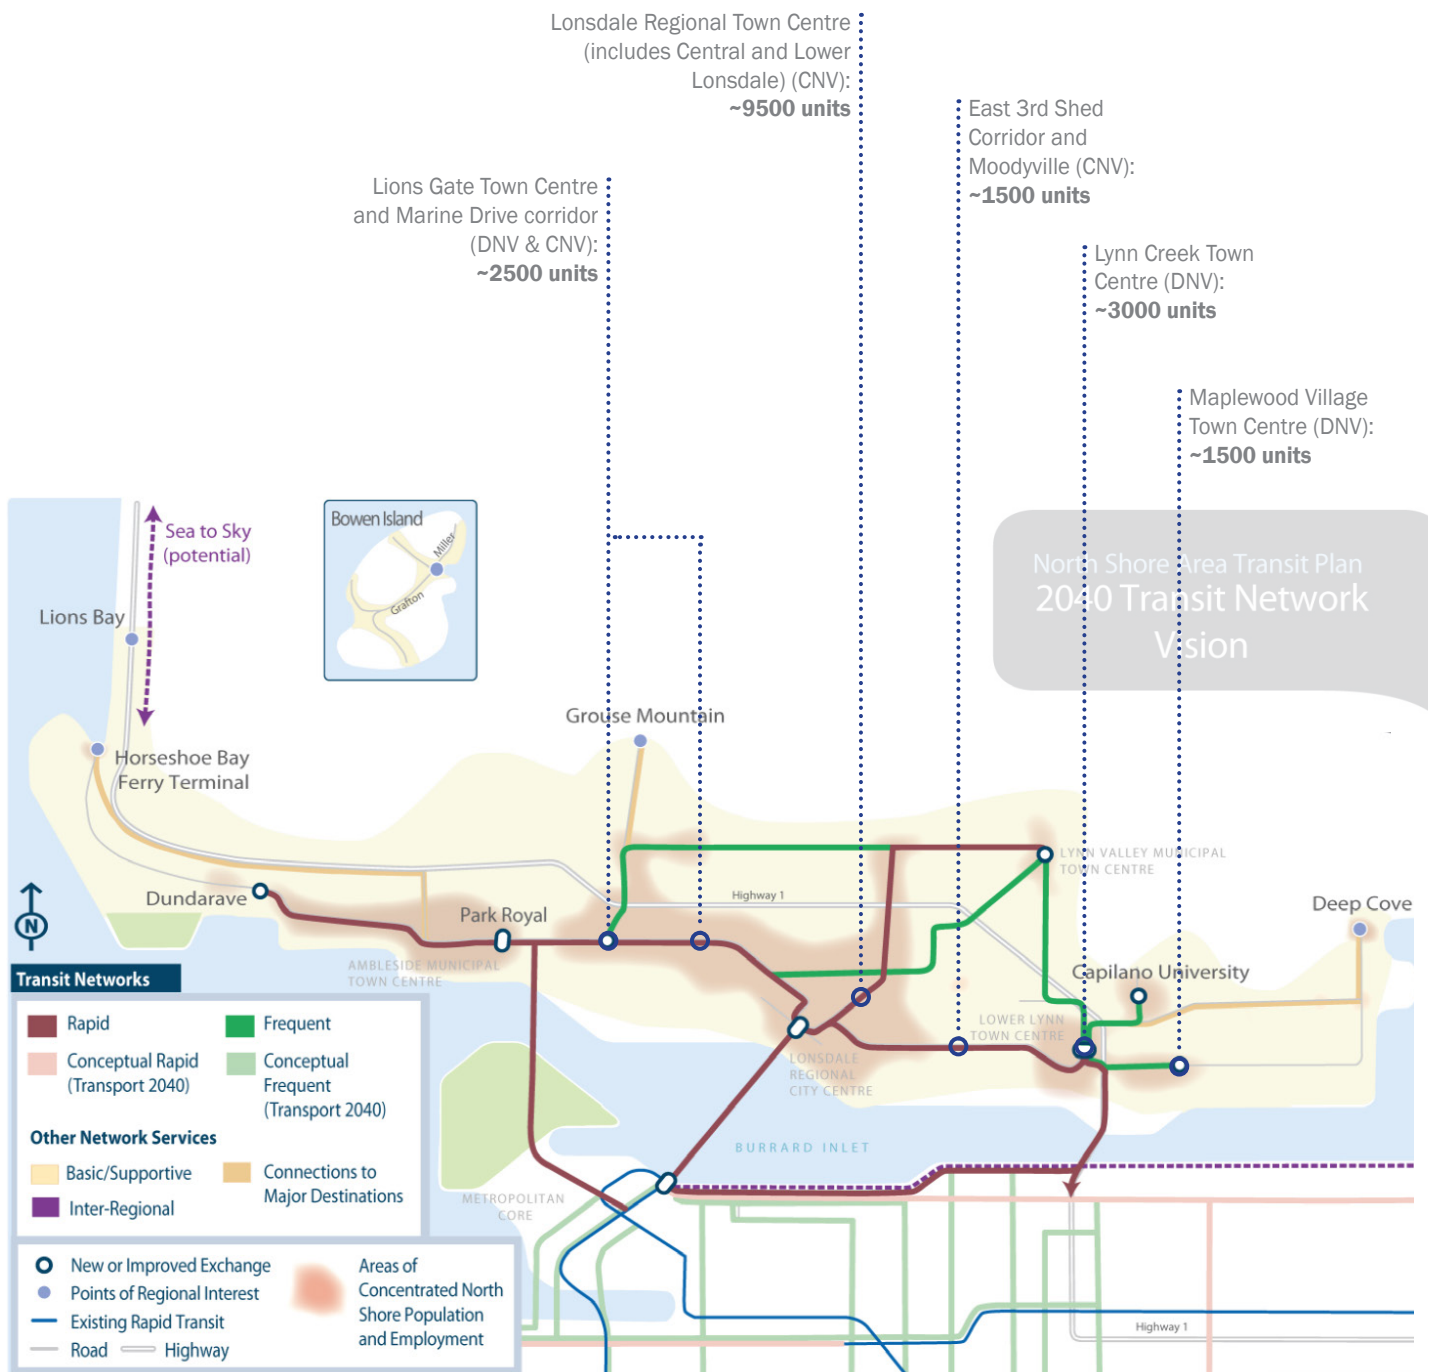 Lonsdale Regional Town Centre
(includes Central and Lower
Lonsdale) (CNV):
~9500 units
East 3rd Shed
Corridor and
Moodyville (CNV):
~1500 units
Lions Gate Town Centre
and Marine Drive corridor
(DNV & CNV):
~2500 units
Lynn Creek Town
Centre (DNV):
~3000 units
Maplewood Village
Town Centre (DNV):
~1500 units
North Shore Area Transit Plan
2040 Transit Network
Vision
Sea to Sky
(potential)
Bowen Island
Miller
Grafton
Lions Bay
Grouse Mountain
Horseshoe Bay
Ferry Terminal
LYNN VALLEY MUNICIPAL
TOWN CENTRE
Dundarave
Highway 1
Park Royal
Deep Cove
AMBLESIDE MUNICIPAL
TOWN CENTRE
Capilano University
LOWER LYNN
TOWN CENTRE
LONSDALE
REGIONAL
CITY CENTRE
BURRARD INLET
METROPOLITAN
CORE
Highway 1
N
Transit Networks
Rapid
Frequent
Conceptual Rapid
(Transport 2040)
Conceptual
Frequent
(Transport 2040)
Other Network Services
Basic/Supportive
Connections to
Major Destinations
Inter-Regional
New or Improved Exchange
Points of Regional Interest
Existing Rapid Transit
Road
Highway
Areas of
Concentrated North
Shore Population
and Employment